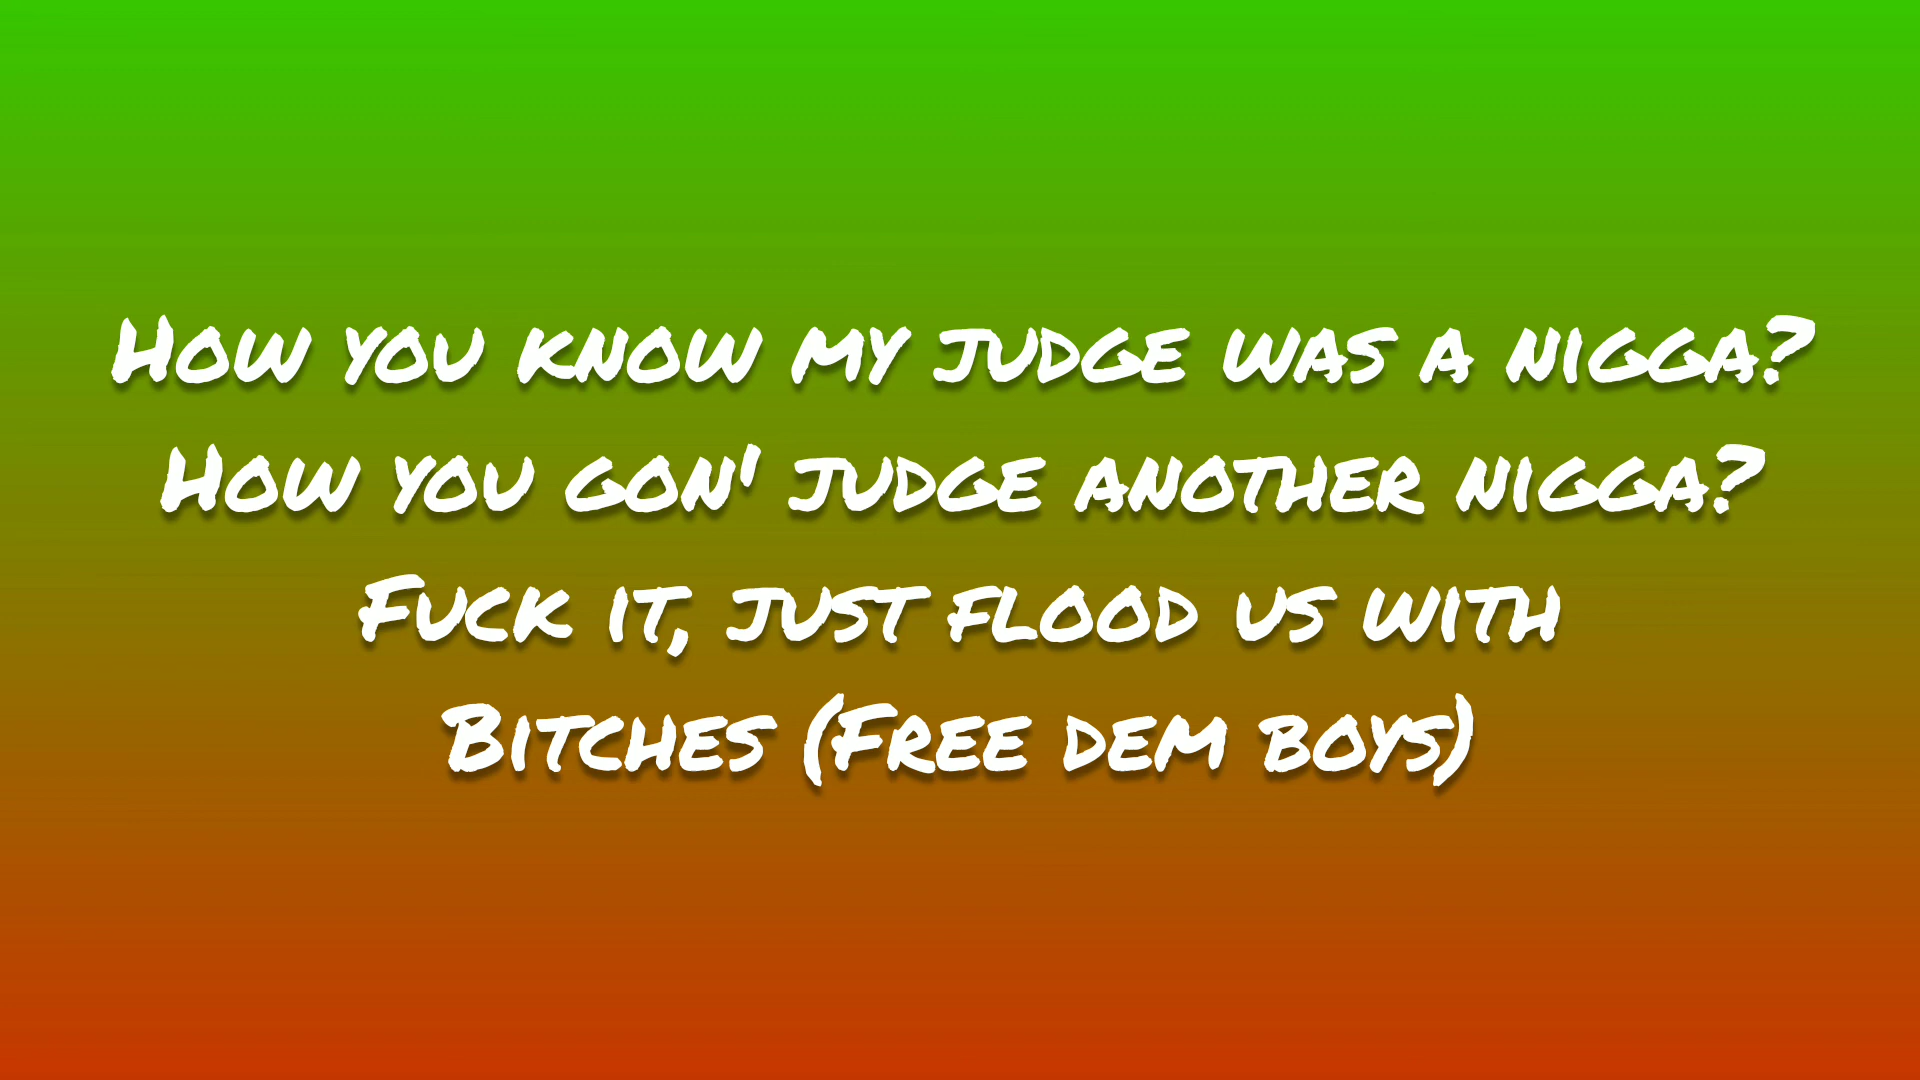 How you know my judge was a nigga?
How you gon' judge another nigga?
Fuck it, just flood us with
Bitches (Free dem boys)